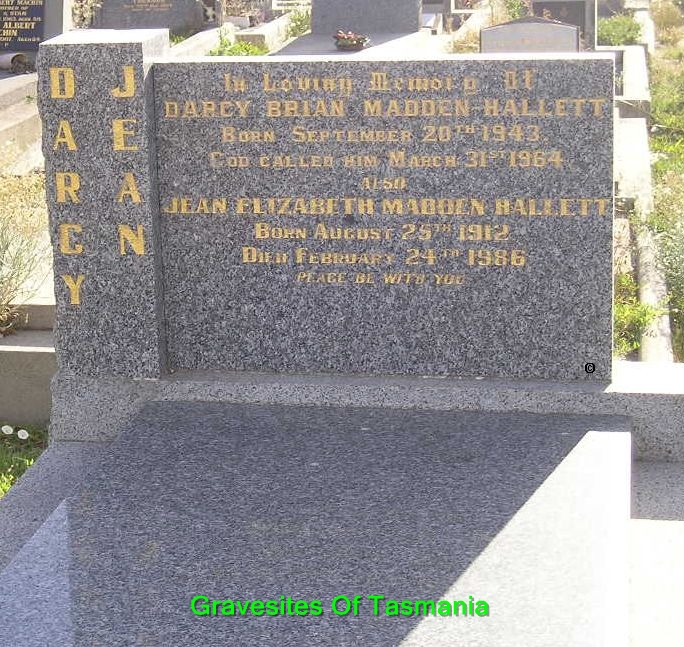 DARCY
JEAN
In Loving Memory Of
DARCY BRIAN MADDEN HALLETT
BORN SEPTEMBER 20TH 1943
GOD CALLED HIM MARCH 31ST 1964
ALSO
JEAN ELIZABETH MADDEN HALLETT
BORN AUGUST 25TH 1912
DIED FEBRUARY 24TH 1986
PEACE BE WITH YOU
©
ALBERT
Gravesites Of Tasmania